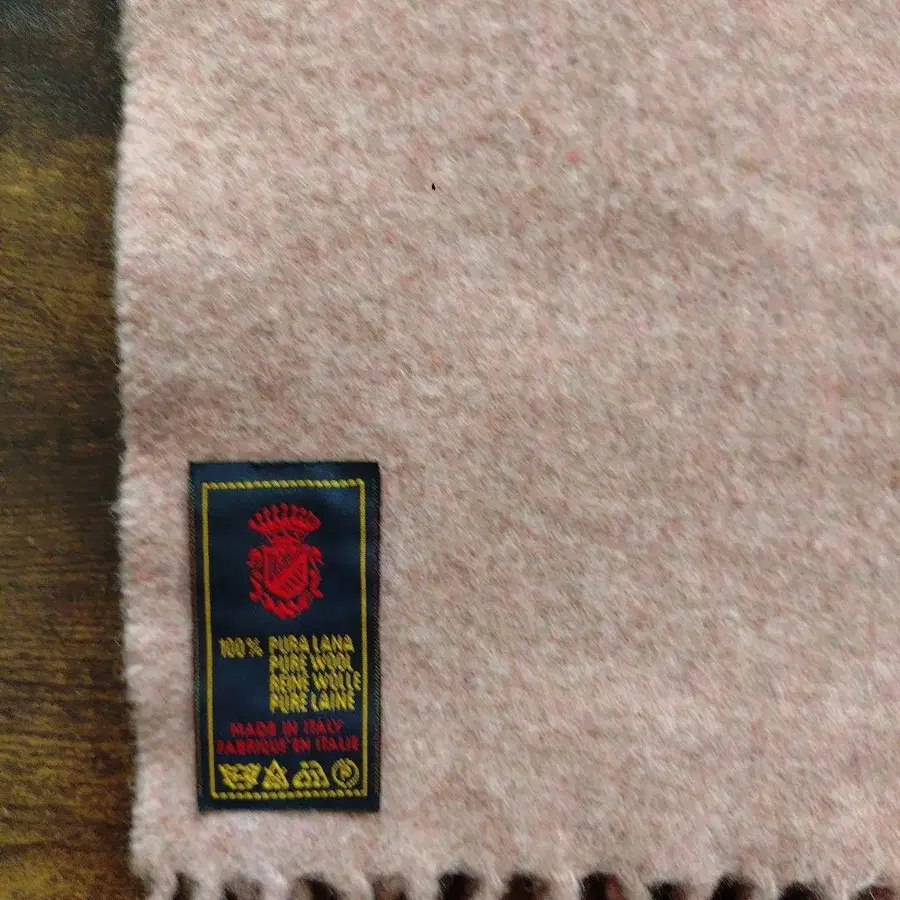 100% PURA LANA
PURE WOOL
REINE WOLLE
PURE LAINE
MADE IN ITALY
FABRIQUE EN ITALIE
P